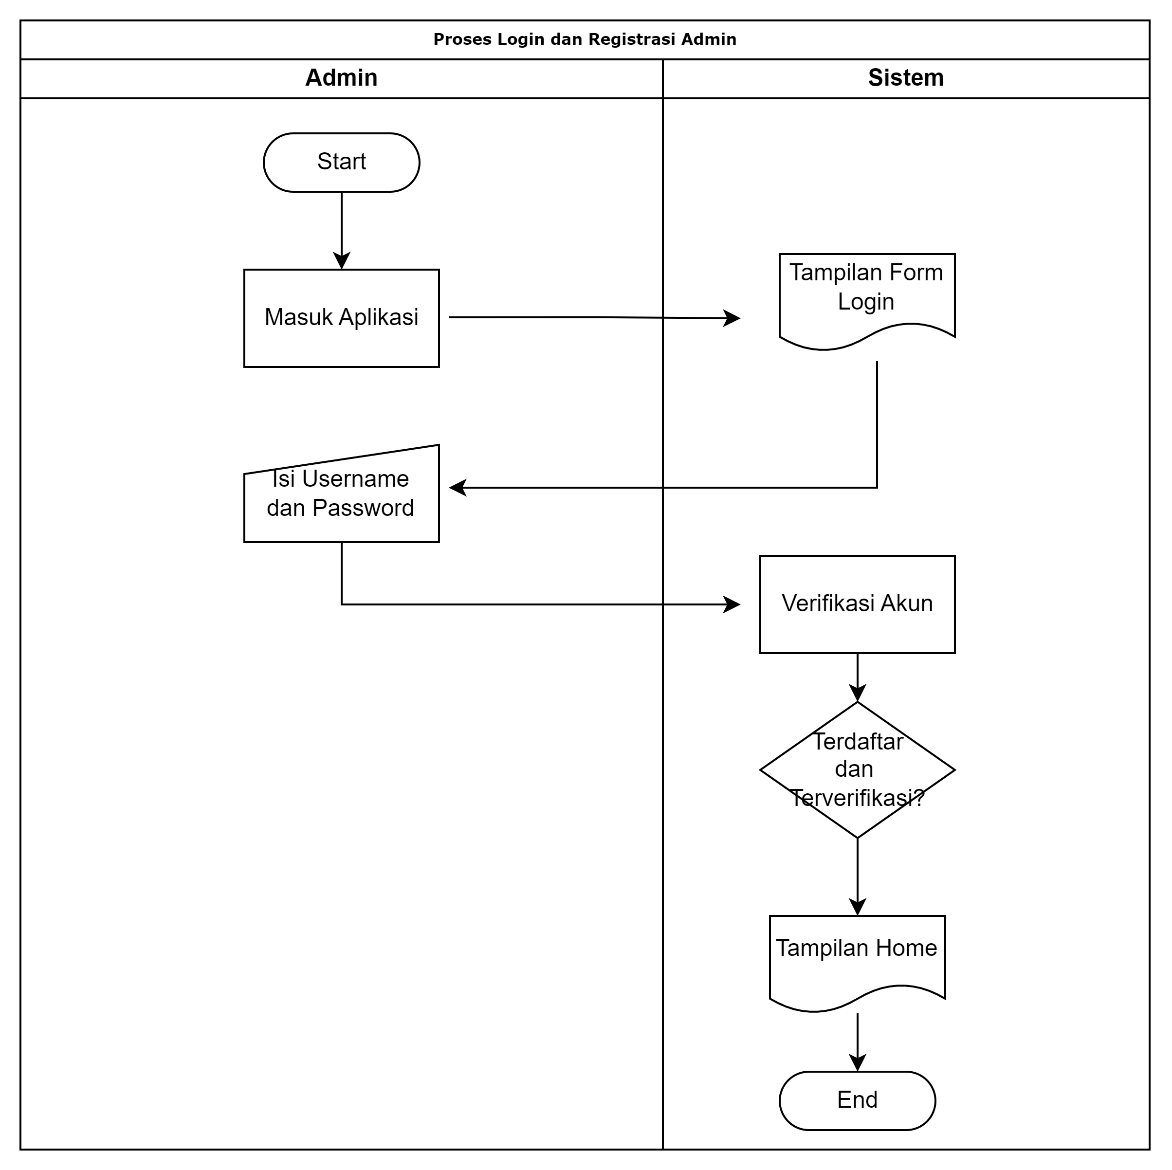 Proses Login dan Registrasi Admin
Admin
Sistem
Start
Masuk Aplikasi
Tampilan Form
Login
Isi Username
dan Password
Verifikasi Akun
Terdaftar
dan
Terverifikasi?
Tampilan Home
End